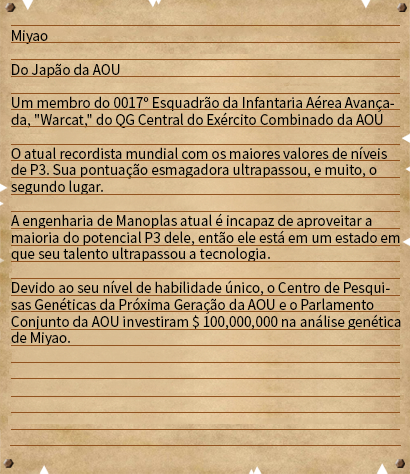 Miyao
Do Japão da AOU
Um membro do 0017º Esquadrão da Infantaria Aérea Avança-
da, "Warcat," do QG Central do Exército Combinado da AOU
O atual recordista mundial com os maiores valores de níveis
de P3. Sua pontuação esmagadora ultrapassou, e muito, o
segundo lugar.
A engenharia de Manoplas atual é incapaz de aproveitar a
maioria do potencial P3 dele, então ele está em um estado em
que seu talento ultrapassou a tecnologia.
Devido ao seu nível de habilidade único, o Centro de Pesqui-
sas Genéticas da Próxima Geração da AOU e o Parlamento
Conjunto da AOU investiram $ 100,000,000 na análise genética
de Miyao.